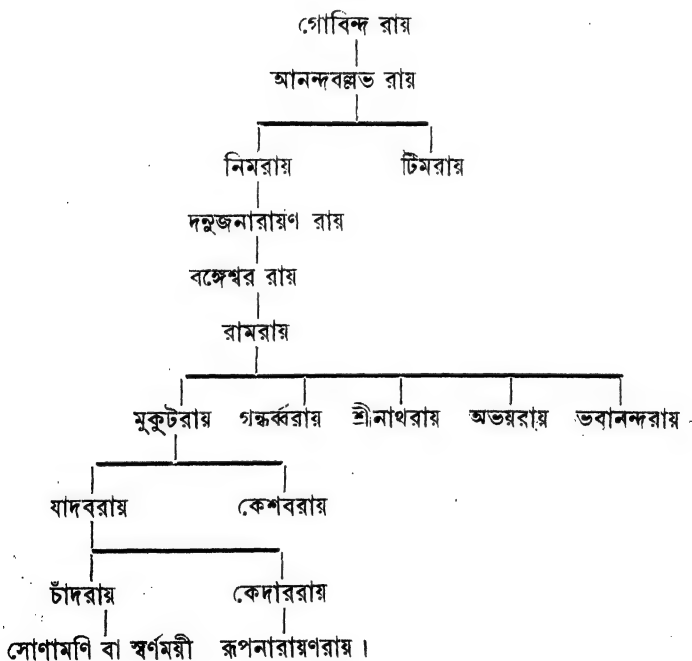 গোবিন্দ রায়
আনন্দবল্লভ রায়
নিমরায় টিমরায়
দনুজনারায়ণ রায়
বঙ্গেশ্বর রায়
রামরায়
মুকুটরায় গন্ধর্ব্বরায় শ্রীনাথরায় অভয়রায় ভবানন্দরায়
যাদবরায় কেশবরায়
চাঁদরায় কেদাররায়
সোণামণি বা স্বর্ণময়ী রূপনারায়ণরায় ।